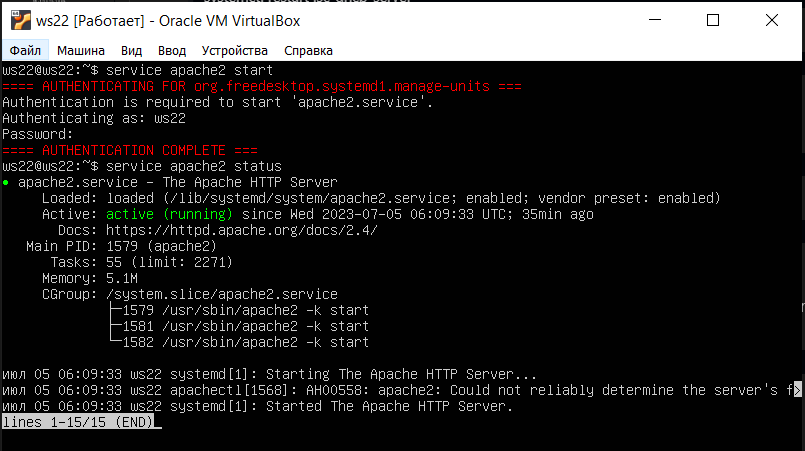 ws22 [Работает] - Oracle VM VirtualBox
Файл Машина Вид Ввод Устройства Справка
ws22@ws22:~$ service apache2 start
==== AUTHENTICATING FOR org.freedesktop.systemd1.manage-units ===
Authentication is required to start 'apache2.service'.
Authenticating as: ws22
Password:
==== AUTHENTICATION COMPLETE ===
ws22@ws22:~$ service apache2 status
● apache2.service - The Apache HTTP Server
Loaded: loaded (/lib/systemd/system/apache2.service; enabled; vendor preset: enabled)
Active: active (running) since Wed 2023-07-05 06:09:33 UTC; 35min ago
Docs: https://httpd.apache.org/docs/2.4/
Main PID: 1579 (apache2)
Tasks: 55 (limit: 2271)
Memory: 5.1M
CGroup: /system.slice/apache2.service
├─1579 /usr/sbin/apache2 -k start
├─1581 /usr/sbin/apache2 -k start
└─1582 /usr/sbin/apache2 -k start
июл 05 06:09:33 ws22 systemd[1]: Starting The Apache HTTP Server...
июл 05 06:09:33 ws22 apachectl[1568]: AH00558: apache2: Could not reliably determine the server's f>
июл 05 06:09:33 ws22 systemd[1]: Started The Apache HTTP Server.
lines 1-15/15 (END)